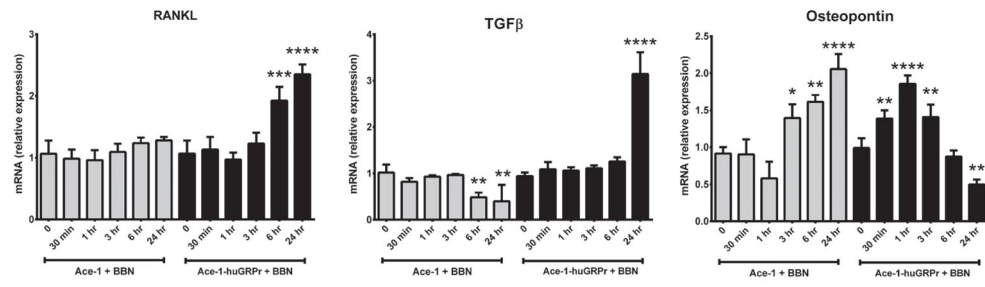 RANKL
mRNA (relative expression)
3
2
1
0
***
****
0
30 min
1 hr
3 hr
6 hr
24 hr
0
30 min
1 hr
3 hr
6 hr
24 hr
Ace-1 + BBN
Ace-1-huGRPr + BBN
TGFβ
mRNA (relative expression)
4
3
2
1
0
**
**
****
0
30 min
1 hr
3 hr
6 hr
24 hr
0
30 min
1 hr
3 hr
6 hr
24 hr
Ace-1 + BBN
Ace-1-huGRPr + BBN
Osteopontin
mRNA (relative expression)
2.5
2.0
1.5
1.0
0.5
0.0
*
**
****
**
****
**
**
0
30 min
1 hr
3 hr
6 hr
24 hr
0
30 min
1 hr
3 hr
6 hr
24 hr
Ace-1 + BBN
Ace-1-huGRPr + BBN